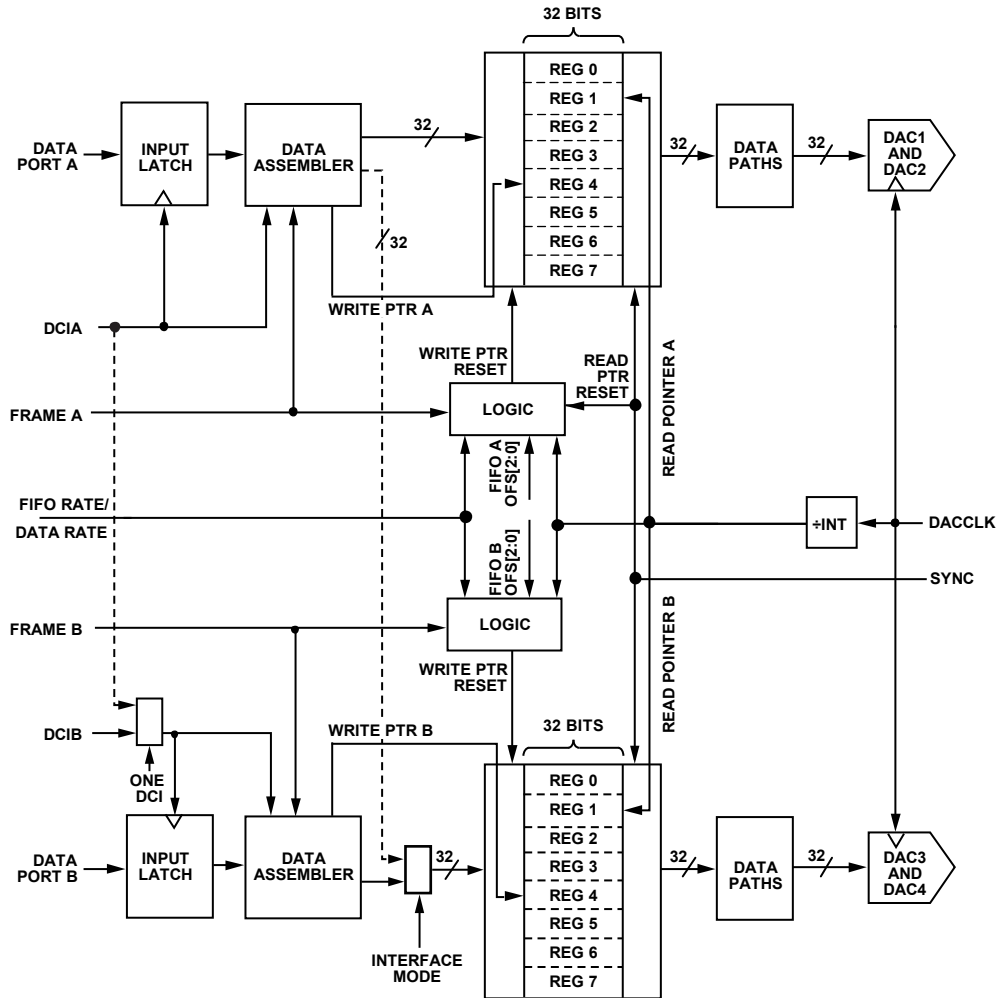 32 BITS
REG 0
REG 1
REG 2
REG 3
REG 4
REG 5
REG 6
REG 7
DATA
PORT A
INPUT
LATCH
DATA
ASSEMBLER
32
32
32
DATA
PATHS
32
DAC1
AND
DAC2
WRITE PTR A
DCIA
WRITE PTR
RESET
READ
PTR
RESET
READ POINTER A
FRAME A
LOGIC
FIFO A
OFS[2:0]
FIFO RATE/
DATA RATE
÷INT
DACCLK
FIFO B
OFS[2:0]
SYNC
FRAME B
LOGIC
WRITE PTR
RESET
READ POINTER B
DCIB
WRITE PTR B
32 BITS
ONE
DCI
REG 0
REG 1
REG 2
REG 3
REG 4
REG 5
REG 6
REG 7
DATA
PORT B
INPUT
LATCH
DATA
ASSEMBLER
32
32
DATA
PATHS
32
DAC3
AND
DAC4
INTERFACE
MODE